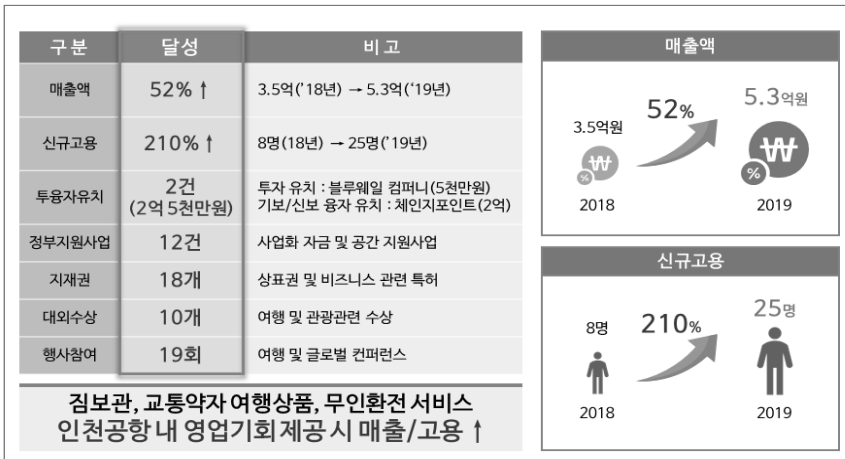 구 분 달성 비 고
매출액 52% ↑ 3.5억('18년) → 5.3억('19년)
신규고용 210% ↑ 8명(18년) → 25명('19년)
투융자유치 2건 (2억 5천만원) 투자 유치 : 블루웨일 컴퍼니(5천만원)
기보/신보 융자 유치 : 체인지포인트(2억)
정부지원사업 12건 사업화 자금 및 공간 지원사업
지재권 18개 상표권 및 비즈니스 관련 특허
대외수상 10개 여행 및 관광관련 수상
행사참여 19회 여행 및 글로벌 컨퍼런스
짐보관, 교통약자 여행상품, 무인환전 서비스
인천공항 내 영업기회 제공 시 매출/고용 ↑
매출액
3.5억원 52% 5.3억원
₩ % ₩ %
2018 2019
신규고용
8명 210% 25명
2018 2019